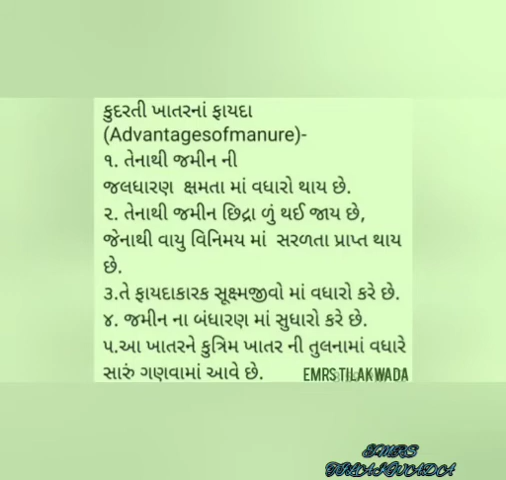 કુદરતી ખાતરનાં ફાયદા
(Advantagesofmanure)-
૧. તેનાથી જમીન ની
જલધારણ ક્ષમતા માં વધારો થાય છે.
૨. તેનાથી જમીન છિદ્રા ળું થઈ જાય છે,
જેનાથી વાયુ વિનિમય માં સરળતા પ્રાપ્ત થાય
છે.
૩.તે ફાયદાકારક સૂક્ષ્મજીવો માં વધારો કરે છે.
૪. જમીન ના બંધારણ માં સુધારો કરે છે.
૫.આ ખાતરને કુત્રિમ ખાતર ની તુલનામાં વધારે
સારું ગણવામાં આવે છે. EMRS TILAKWADA
EMRS